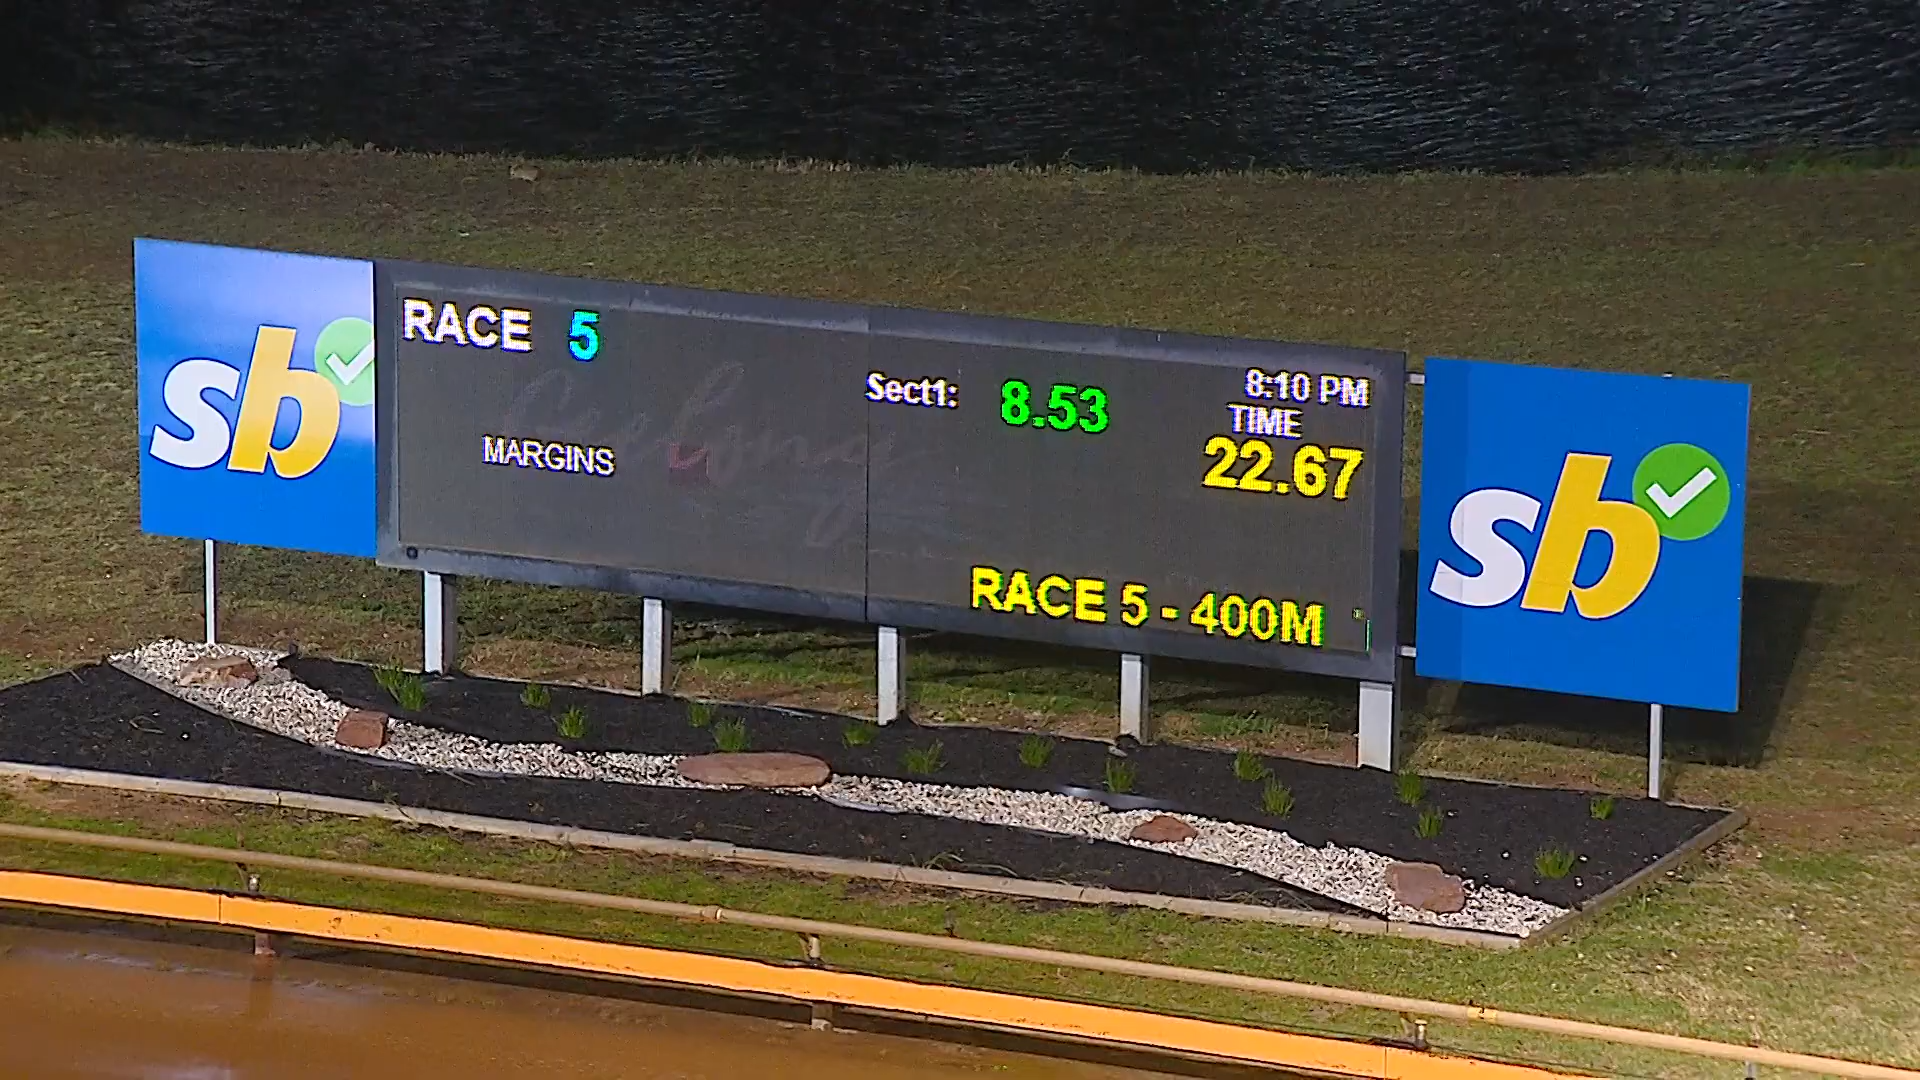 sb
RACE 5
MARGINS
Sect1: 8.53
8:10 PM
TIME
22.67
RACE 5 - 400M
sb